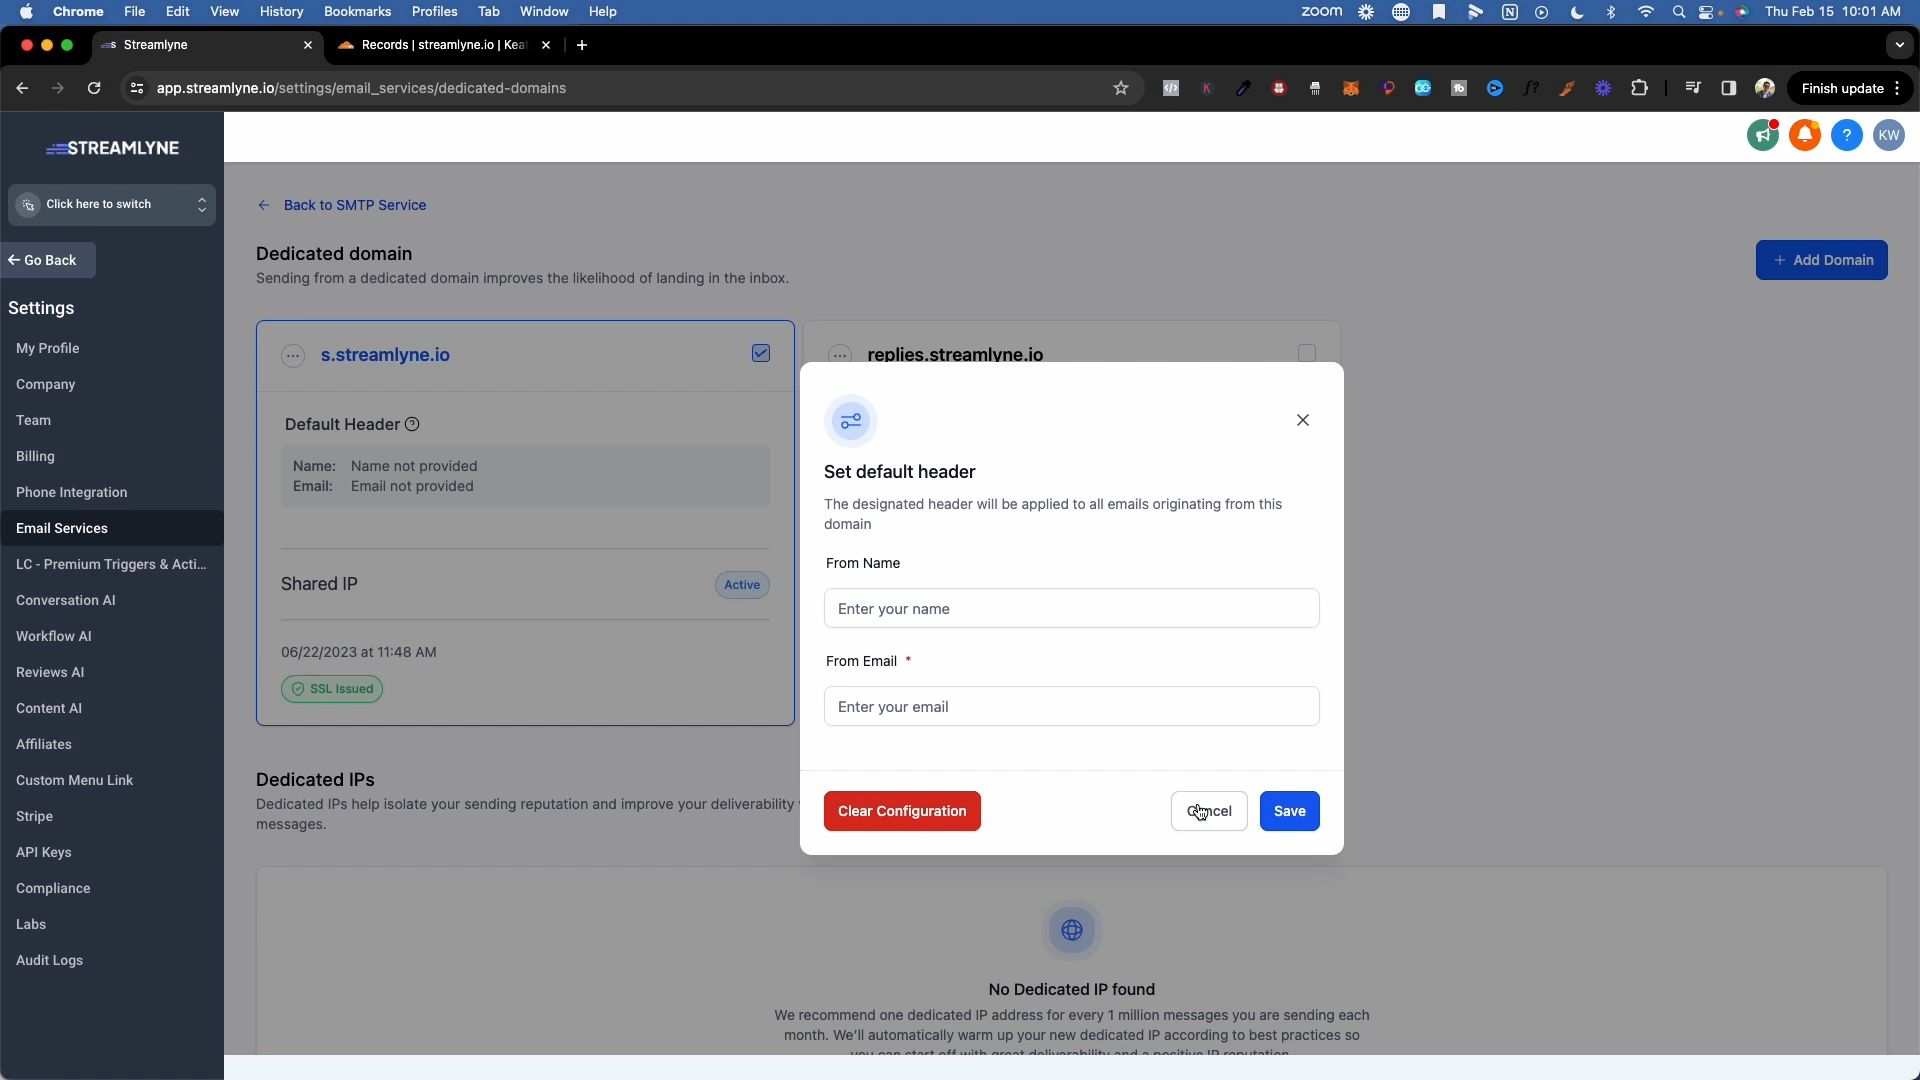 Chrome File Edit View History Bookmarks Profiles Tab Window Help
zoom
Thu Feb 15 10:01 AM
Streamlyne
Records | streamlyne.io | Keat
app.streamlyne.io/settings/email_services/dedicated-domains
Finish update
STREAMLYNE
KW
Click here to switch
Go Back
Settings
My Profile
Company
Team
Billing
Phone Integration
Email Services
LC - Premium Triggers & Acti...
Conversation AI
Workflow AI
Reviews AI
Content AI
Affiliates
Custom Menu Link
Stripe
API Keys
Compliance
Labs
Audit Logs
Back to SMTP Service
Dedicated domain
Sending from a dedicated domain improves the likelihood of landing in the inbox.
+ Add Domain
s.streamlyne.io
Default Header
Name: Name not provided
Email: Email not provided
Shared IP
Active
06/22/2023 at 11:48 AM
SSL Issued
replies.streamlyne.io
Set default header
The designated header will be applied to all emails originating from this
domain
From Name
Enter your name
From Email *
Enter your email
Clear Configuration
Cancel
Save
Dedicated IPs
Dedicated IPs help isolate your sending reputation and improve your deliverability
messages.
No Dedicated IP found
We recommend one dedicated IP address for every 1 million messages you are sending each
month. We'll automatically warm up your new dedicated IP according to best practices so
you can start off with great deliverability and a positive IP reputation.